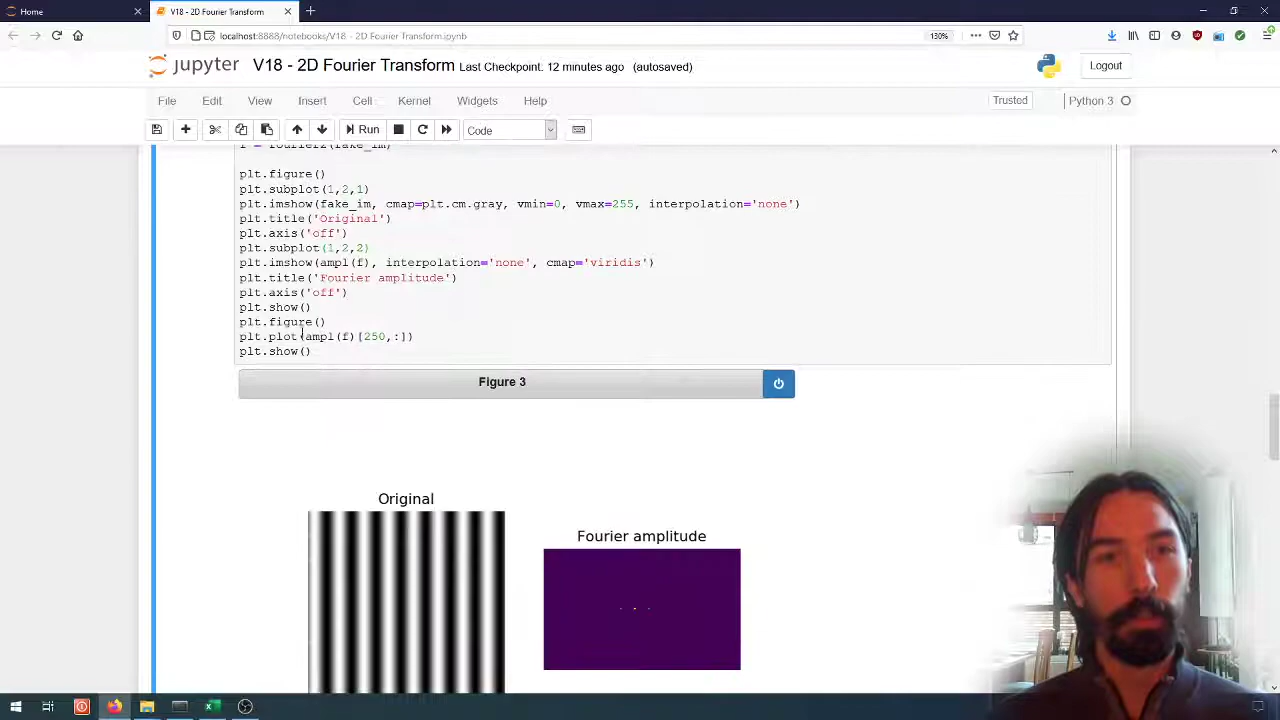 Home
V18 - 2D Fourier Transform
localhost:8888/notebooks/V18 - 2D Fourier Transform.ipynb
130%
jupyter V18 - 2D Fourier Transform Last Checkpoint: 12 minutes ago (autosaved)
Logout
File Edit View Insert Cell Kernel Widgets Help
Trusted
Python 3
Run
Code
f = fourier2(fake_im)
plt.figure()
plt.subplot(1,2,1)
plt.imshow(fake_im, cmap=plt.cm.gray, vmin=0, vmax=255, interpolation='none')
plt.title('Original')
plt.axis('off')
plt.subplot(1,2,2)
plt.imshow(ampl(f), interpolation='none', cmap='viridis')
plt.title('Fourier amplitude')
plt.axis('off')
plt.show()
plt.figure()
plt.plot(ampl(f)[250,:])
plt.show()
Figure 3
Original
Fourier amplitude